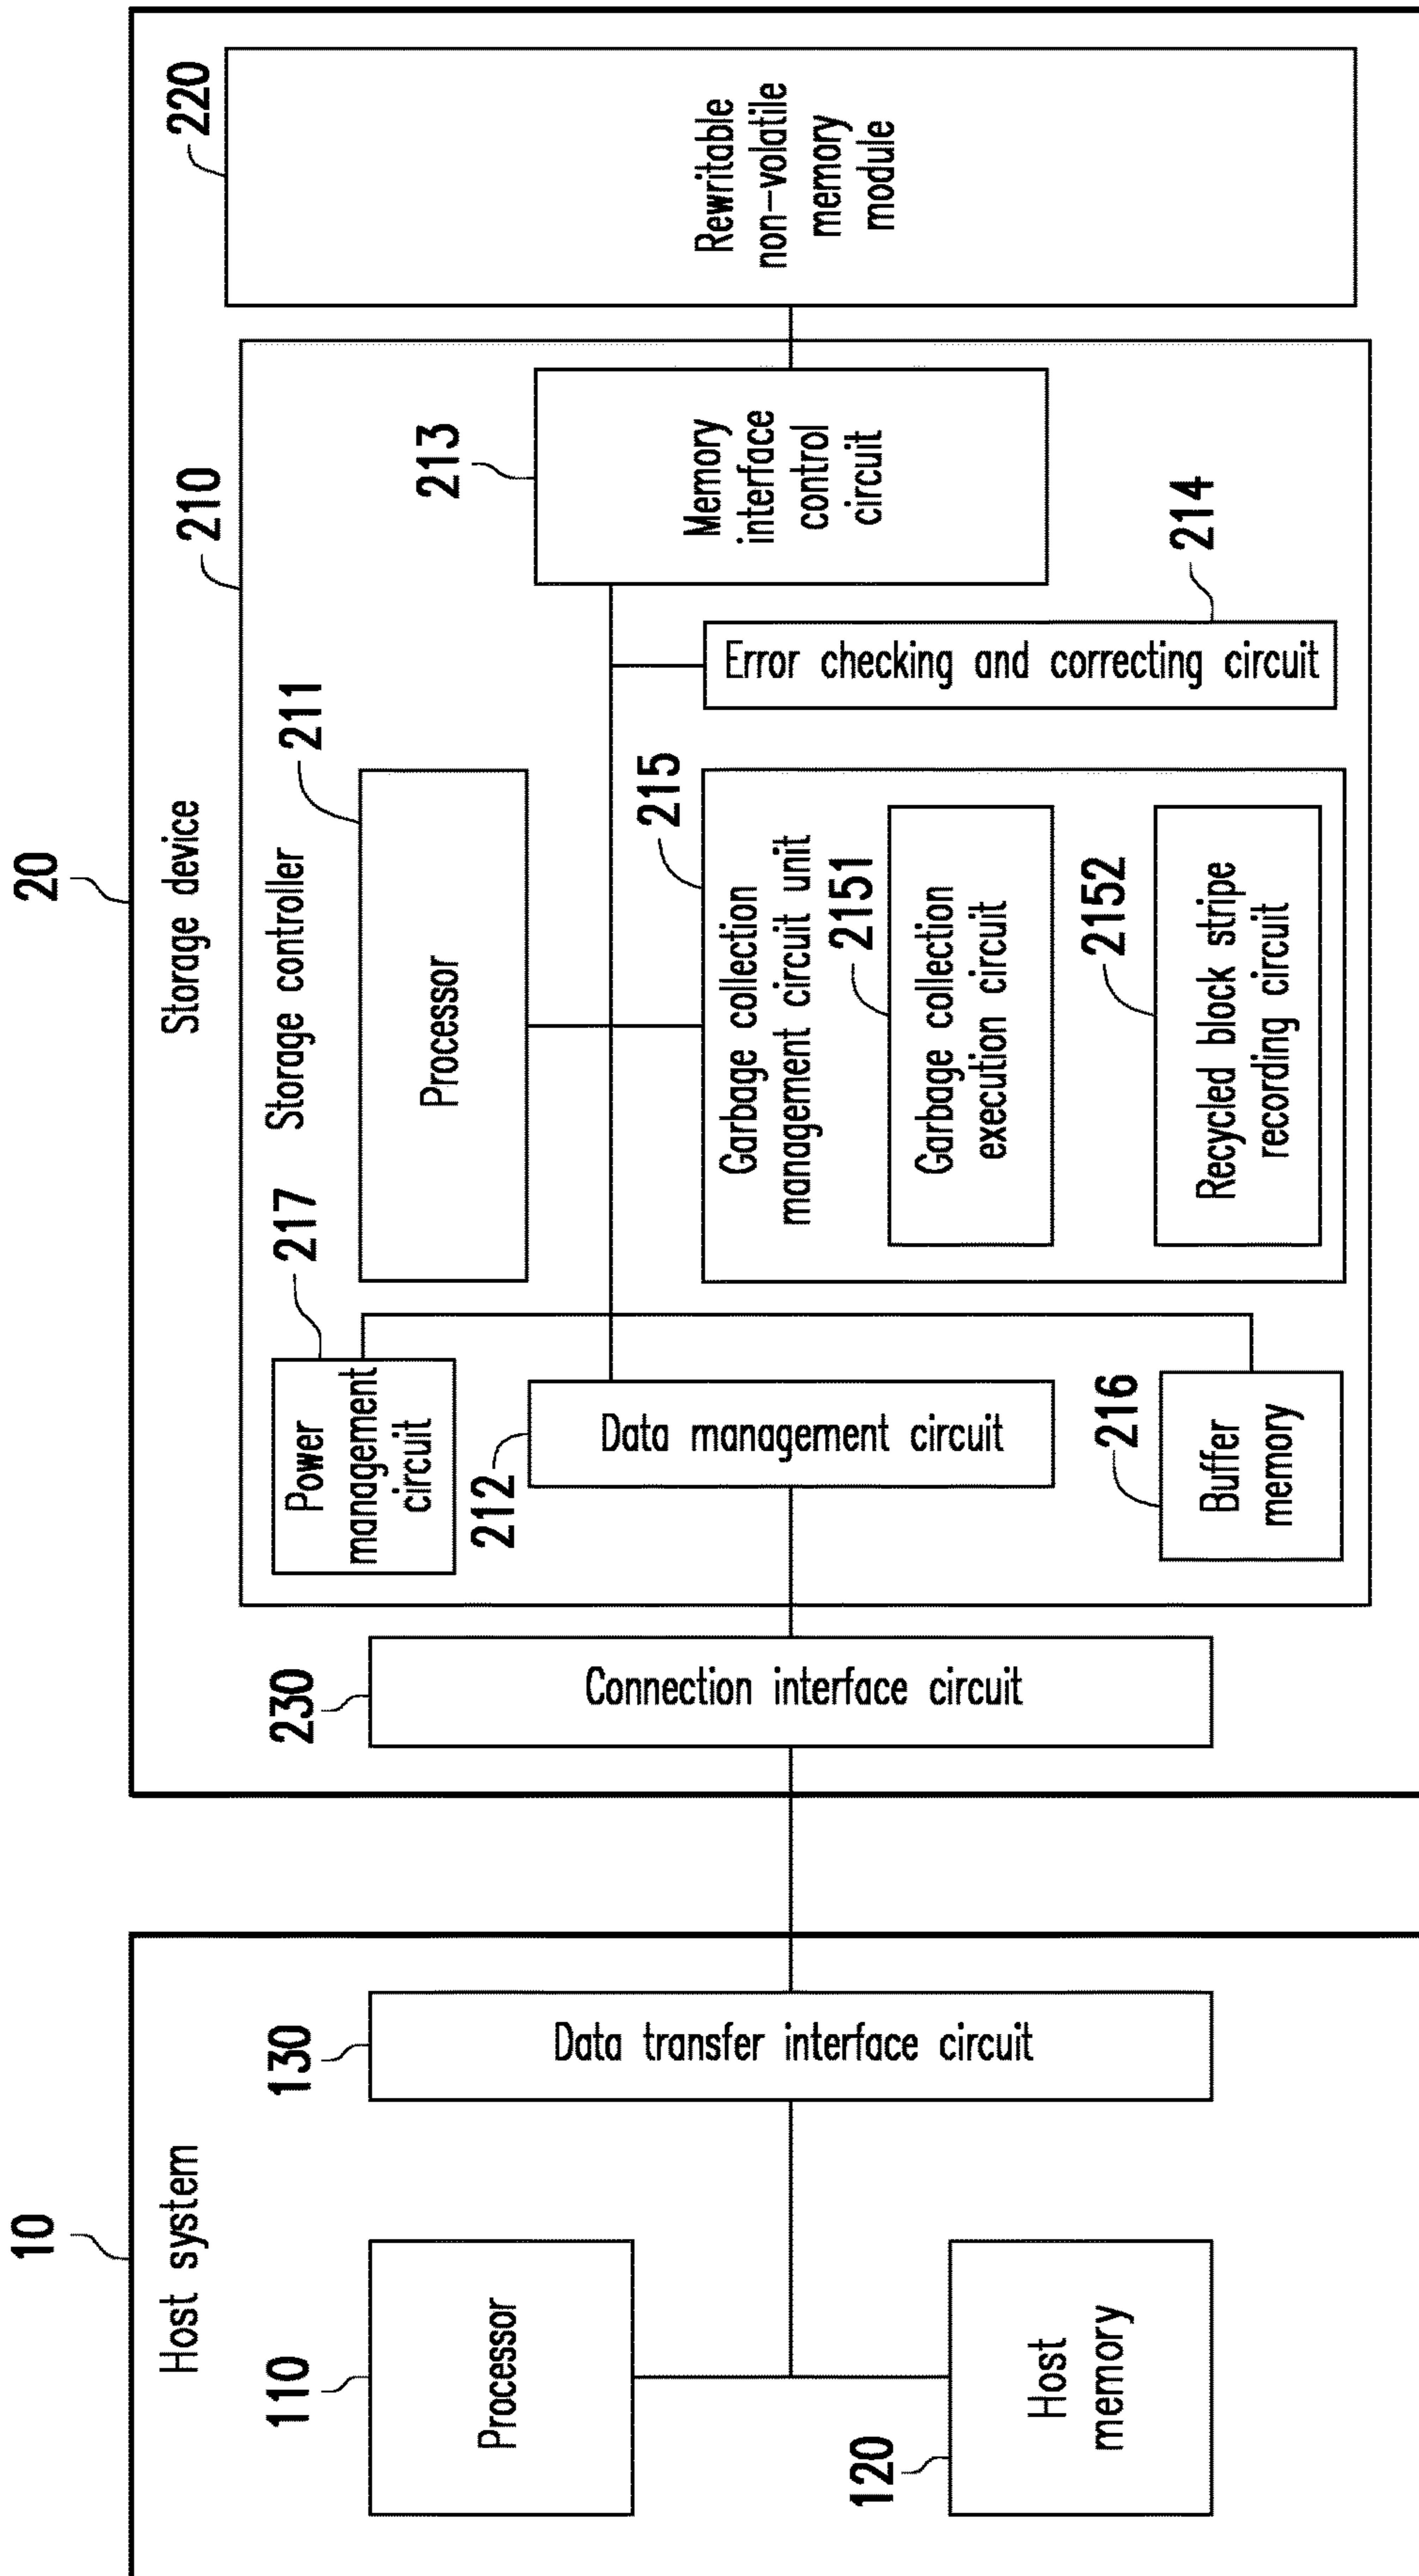 10
Host system
110
Processor
120
Host
memory
130
Data transfer interface circuit
20
Storage device
230
Connection interface circuit
210
Storage controller
217
Power
management
circuit
212
Data management circuit
216
Buffer
memory
211
Processor
215
Garbage collection
management circuit unit
2151
Garbage collection
execution circuit
2152
Recycled block stripe
recording circuit
214
Error checking and correcting circuit
213
Memory
interface
control
circuit
220
Rewritable
non-volatile
memory
module